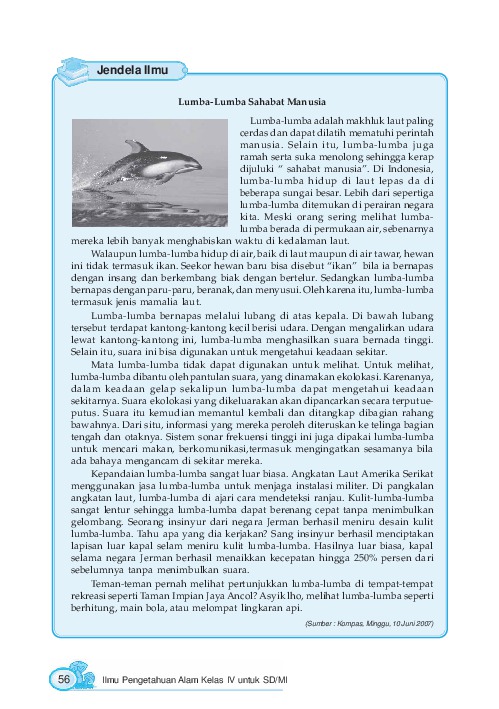 Jendela Ilmu
Lumba-Lumba Sahabat Manusia
Lumba-lumba adalah makhluk laut paling
cerdas dan dapat dilatih mematuhi perintah
manusia. Selain itu, lumba-lumba juga
ramah serta suka menolong sehingga kerap
dijuluki “ sahabat manusia”. Di Indonesia,
lumba-lumba hidup di laut lepas da di
beberapa sungai besar. Lebih dari sepertiga
lumba-lumba ditemukan di perairan negara
kita. Meski orang sering melihat lumba-
lumba berada di permukaan air, sebenarnya
mereka lebih banyak menghabiskan waktu di kedalaman laut.
Walaupun lumba-lumba hidup di air, baik di laut maupun di air tawar, hewan
ini tidak termasuk ikan. Seekor hewan baru bisa disebut “ikan” bila ia bernapas
dengan insang dan berkembang biak dengan bertelur. Sedangkan lumba-lumba
bernapas dengan paru-paru, beranak, dan menyusui. Oleh karena itu, lumba-lumba
termasuk jenis mamalia laut.
Lumba-lumba bernapas melalui lubang di atas kepala. Di bawah lubang
tersebut terdapat kantong-kantong kecil berisi udara. Dengan mengalirkan udara
lewat kantong-kantong ini, lumba-lumba menghasilkan suara bernada tinggi.
Selain itu, suara ini bisa digunakan untuk mengetahui keadaan sekitar.
Mata lumba-lumba tidak dapat digunakan untuk melihat. Untuk melihat,
lumba-lumba dibantu oleh pantulan suara, yang dinamakan ekolokasi. Karenanya,
dalam keadaan gelap sekalipun lumba-lumba dapat mengetahui keadaan
sekitarnya. Suara ekolokasi yang dikeluarakan akan dipancarkan secara terputue-
putus. Suara itu kemudian memantul kembali dan ditangkap dibagian rahang
bawahnya. Dari situ, informasi yang mereka peroleh diteruskan ke telinga bagian
tengah dan otaknya. Sistem sonar frekuensi tinggi ini juga dipakai lumba-lumba
untuk mencari makan, berkomunikasi,termasuk mengingatkan sesamanya bila
ada bahaya mengancam di sekitar mereka.
Kepandaian lumba-lumba sangat luar biasa. Angkatan Laut Amerika Serikat
menggunakan jasa lumba-lumba untuk menjaga instalasi militer. Di pangkalan
angkatan laut, lumba-lumba di ajari cara mendeteksi ranjau. Kulit-lumba-lumba
sangat lentur sehingga lumba-lumba dapat berenang cepat tanpa menimbulkan
gelombang. Seorang insinyur dari negara Jerman berhasil meniru desain kulit
lumba-lumba. Tahu apa yang dia kerjakan? Sang insinyur berhasil menciptakan
lapisan luar kapal selam meniru kulit lumba-lumba. Hasilnya luar biasa, kapal
selama negara Jerman berhasil menaikkan kecepatan hingga 250% persen dari
sebelumnya tanpa menimbulkan suara.
Teman-teman pernah melihat pertunjukkan lumba-lumba di tempat-tempat
rekreasi seperti Taman Impian Jaya Ancol? Asyik lho, melihat lumba-lumba seperti
berhitung, main bola, atau melompat lingkaran api.
(Sumber : Kompas, Minggu, 10 Juni 2007)
56 Ilmu Pengetahuan Alam Kelas IV untuk SD/MI